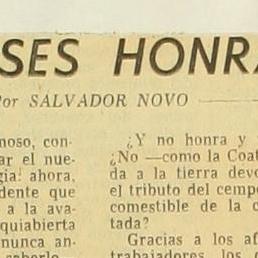 SES HONRA
Por SALVADOR NOVO
moso, con-
ar el nue-
gia: ahora,
dente que
a la ava-
quiabierta
nunca an-
saberlo
¿Y no honra y
¿No —como la Coat
da a la tierra devo
el tributo del cemp
comestible de la c
tada?
Gracias a los af
trabajadores, los